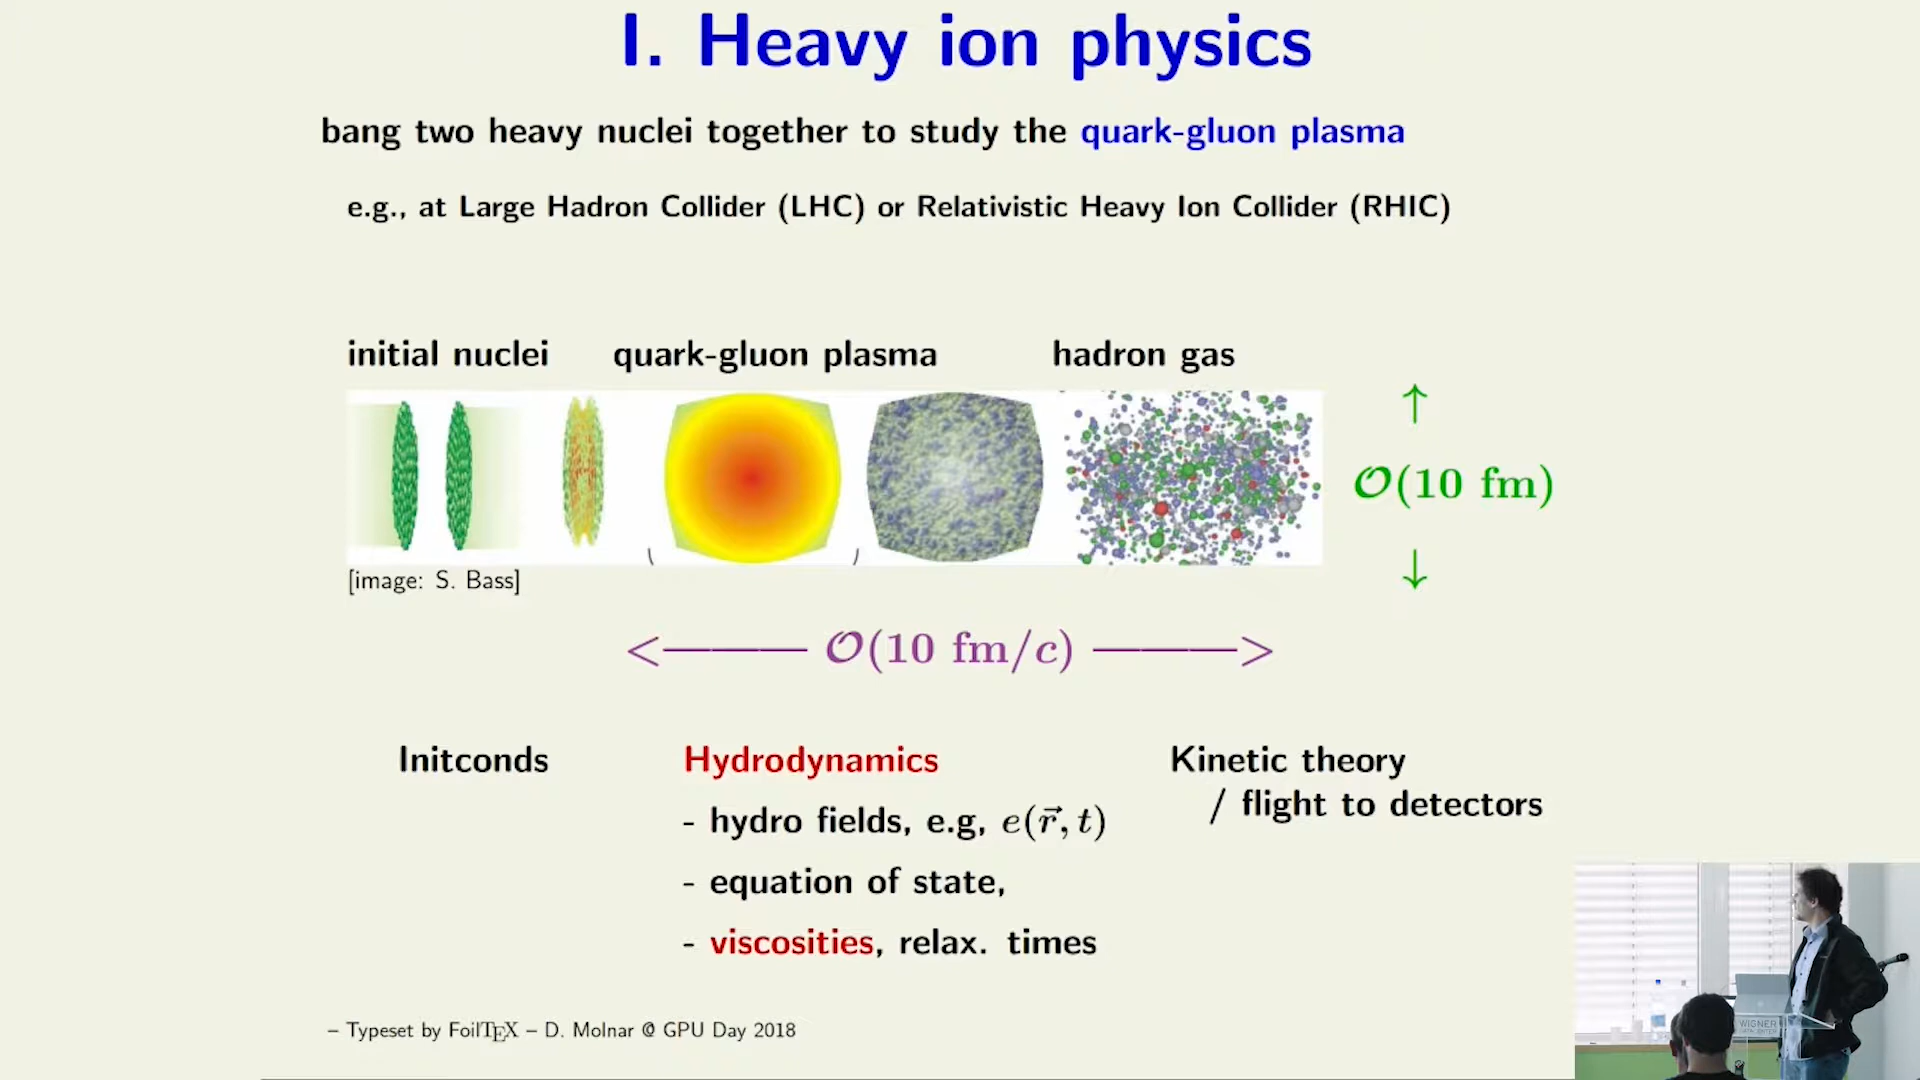 I. Heavy ion physics
bang two heavy nuclei together to study the quark-gluon plasma
e.g., at Large Hadron Collider (LHC) or Relativistic Heavy Ion Collider (RHIC)
initial nuclei quark-gluon plasma hadron gas
↑
𝒪(10 fm)
↓
[image: S. Bass]
<——— 𝒪(10 fm/c) ———>
Initconds Hydrodynamics Kinetic theory
/ flight to detectors
- hydro fields, e.g, e(r⃗, t)
- equation of state,
- viscosities, relax. times
– Typeset by FoilTEX – D. Molnar @ GPU Day 2018
WIGNER